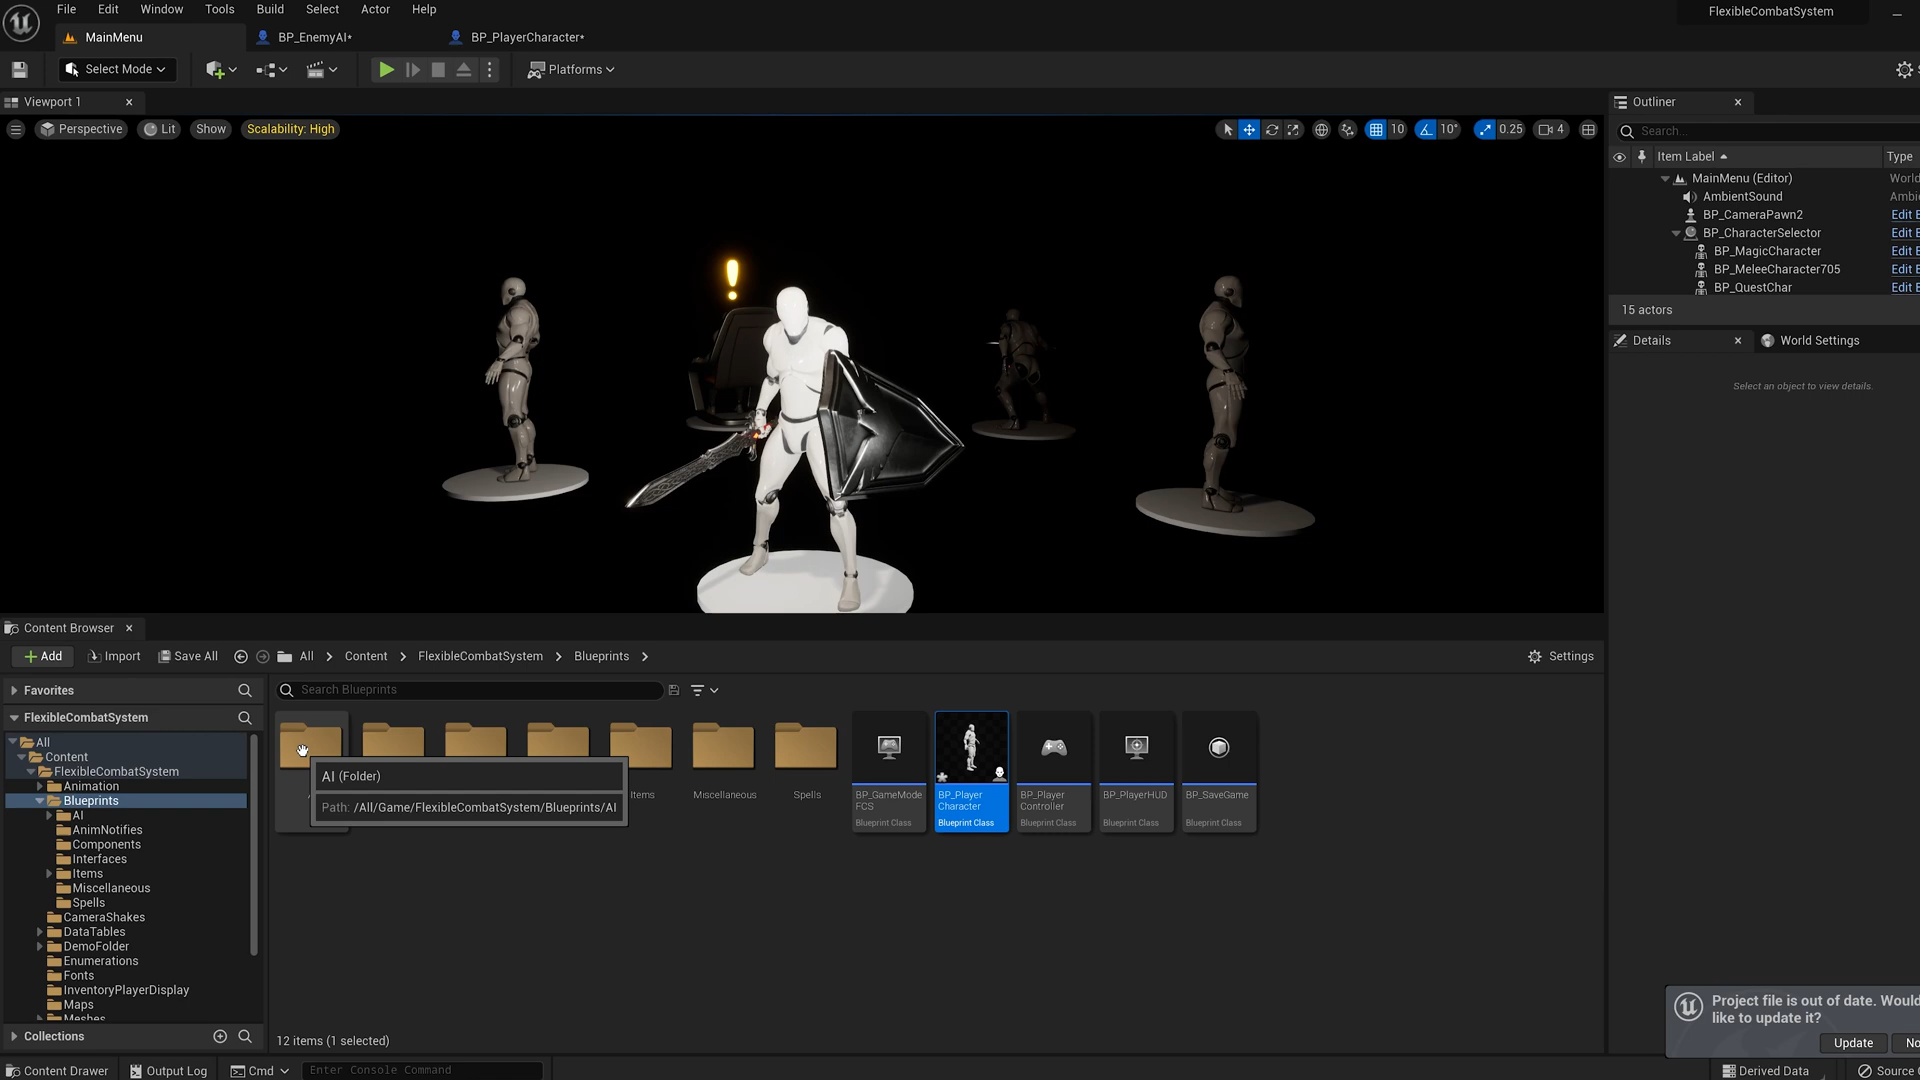 File Edit Window Tools Build Select Actor Help
FlexibleCombatSystem
MainMenu
BP_EnemyAI*
BP_PlayerCharacter*
Select Mode
Platforms
Viewport 1
Perspective
Lit
Show
Scalability: High
10
10°
0.25
4
Outliner
Search...
Item Label
Type
MainMenu (Editor)
World
AmbientSound
Ambi
BP_CameraPawn2
Edit E
BP_CharacterSelector
Edit E
BP_MagicCharacter
Edit E
BP_MeleeCharacter705
Edit E
BP_QuestChar
Edit E
15 actors
Details
World Settings
Select an object to view details.
Content Browser
Add
Import
Save All
All
Content
FlexibleCombatSystem
Blueprints
Settings
Favorites
Search Blueprints
FlexibleCombatSystem
All
Content
FlexibleCombatSystem
Animation
Blueprints
AI
AnimNotifies
Components
Interfaces
Items
Miscellaneous
Spells
CameraShakes
DataTables
DemoFolder
Enumerations
Fonts
InventoryPlayerDisplay
Maps
Meshes
Collections
AI (Folder)
Path: /All/Game/FlexibleCombatSystem/Blueprints/AI
Items
Miscellaneous
Spells
BP_GameMode
FCS
Blueprint Class
BP_Player
Character
Blueprint Class
BP_Player
Controller
Blueprint Class
BP_PlayerHUD
Blueprint Class
BP_SaveGame
Blueprint Class
12 items (1 selected)
Project file is out of date. Would
like to update it?
Update
No
Content Drawer
Output Log
Cmd
Enter Console Command
Derived Data
Source C